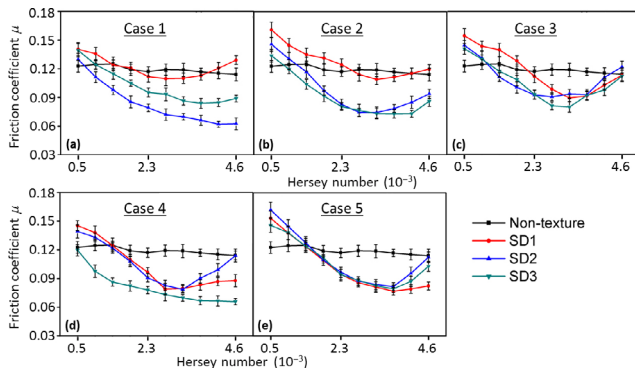 Case 1
Case 2
Case 3
Friction coefficient μ
0.18
0.15
0.12
0.09
0.06
0.03
(a)
(b)
(c)
0.5
2.3
4.6
0.5
2.3
4.6
0.5
2.3
4.6
Hersey number (10⁻³)
Case 4
Case 5
Friction coefficient μ
0.18
0.15
0.12
0.09
0.06
0.03
(d)
(e)
0.5
2.3
4.6
0.5
2.3
4.6
Hersey number (10⁻³)
Non-texture
SD1
SD2
SD3